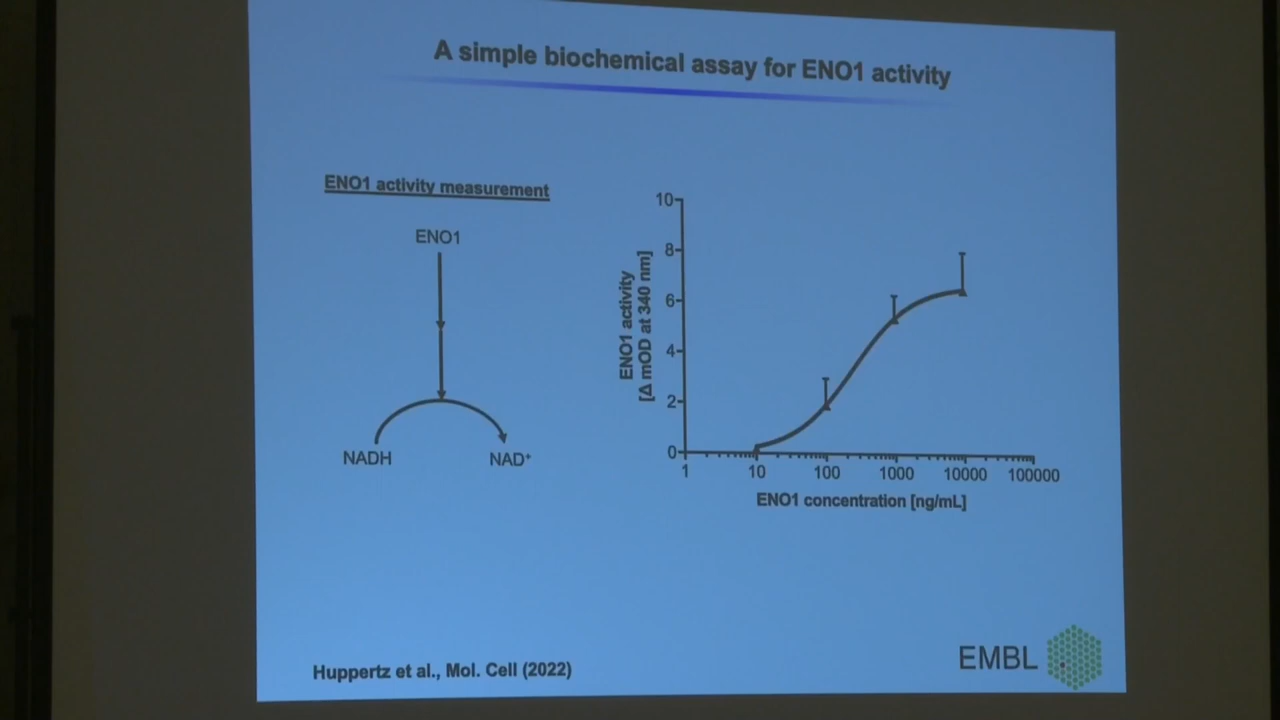 A simple biochemical assay for ENO1 activity
ENO1 activity measurement
ENO1
NADH
NAD⁺
ENO1 activity
[Δ mOD at 340 nm]
10
8
6
4
2
0
1
10
100
1000
10000
100000
ENO1 concentration [ng/mL]
Huppertz et al., Mol. Cell (2022)
EMBL